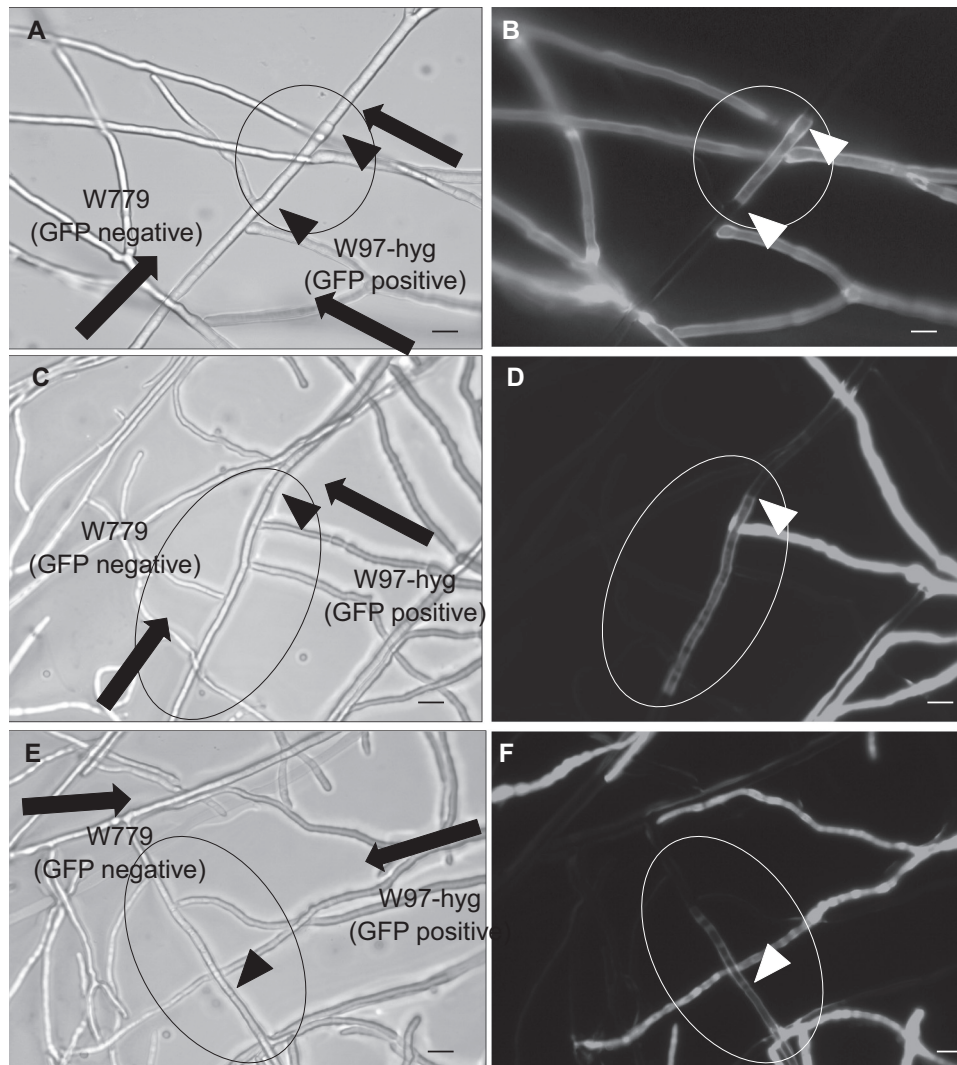 A
B
W779
(GFP negative)
W97-hyg
(GFP positive)
C
D
W779
(GFP negative)
W97-hyg
(GFP positive)
E
F
W779
(GFP negative)
W97-hyg
(GFP positive)